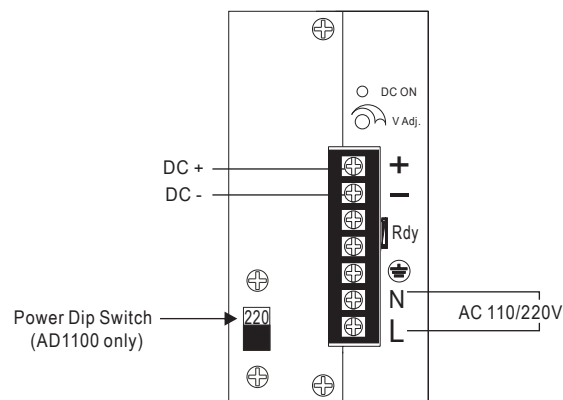 DC ON
V Adj.
DC +
+
DC -
−
Rdy
N
AC 110/220V
L
Power Dip Switch
(AD1100 only)
220